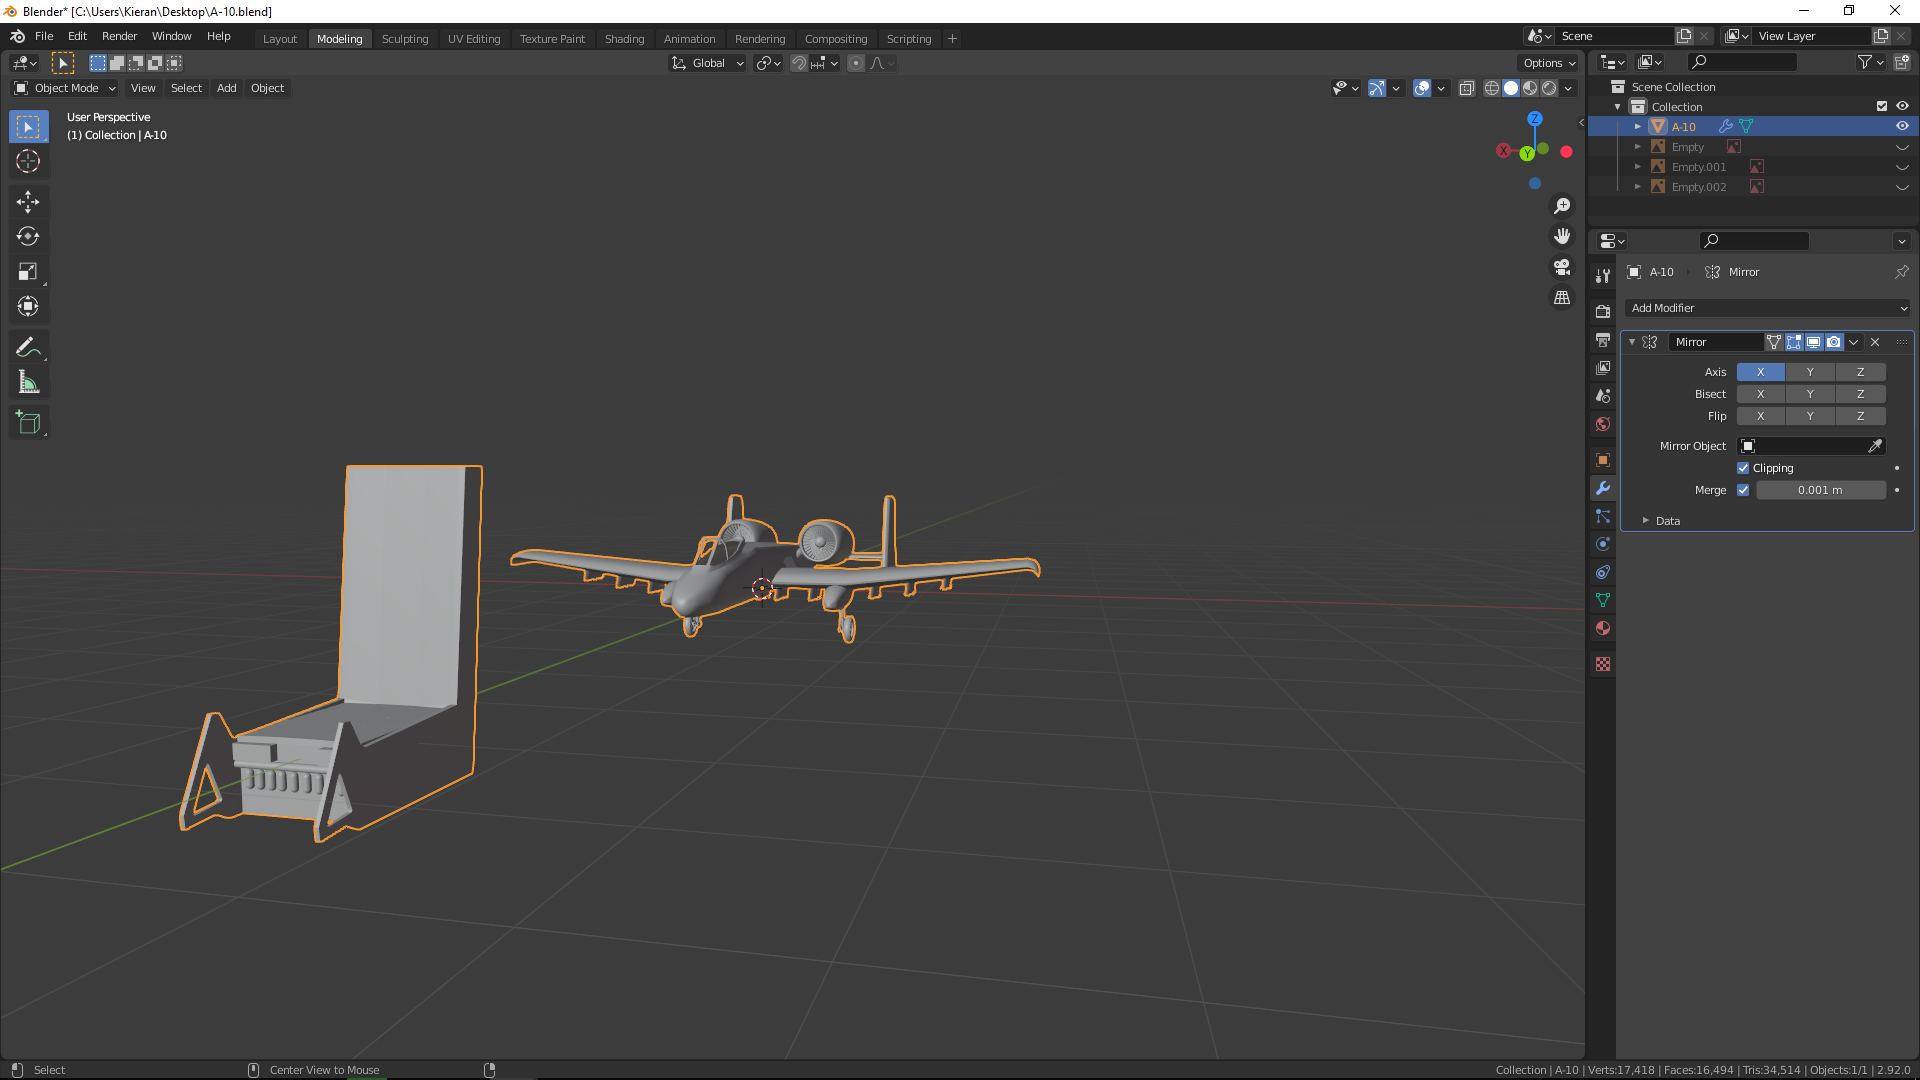 Blender* [C:\Users\Kieran\Desktop\A-10.blend]
File Edit Render Window Help Layout Modeling Sculpting UV Editing Texture Paint Shading Animation Rendering Compositing Scripting + Scene View Layer
Global Options
Object Mode View Select Add Object
User Perspective
(1) Collection | A-10
Z
X
Y
Scene Collection
Collection
A-10
Empty
Empty.001
Empty.002
A-10 Mirror
Add Modifier
Mirror
Axis X Y Z
Bisect X Y Z
Flip X Y Z
Mirror Object
Clipping
Merge 0.001 m
Data
Select Center View to Mouse Collection | A-10 | Verts:17,418 | Faces:16,494 | Tris:34,514 | Objects:1/1 | 2.92.0